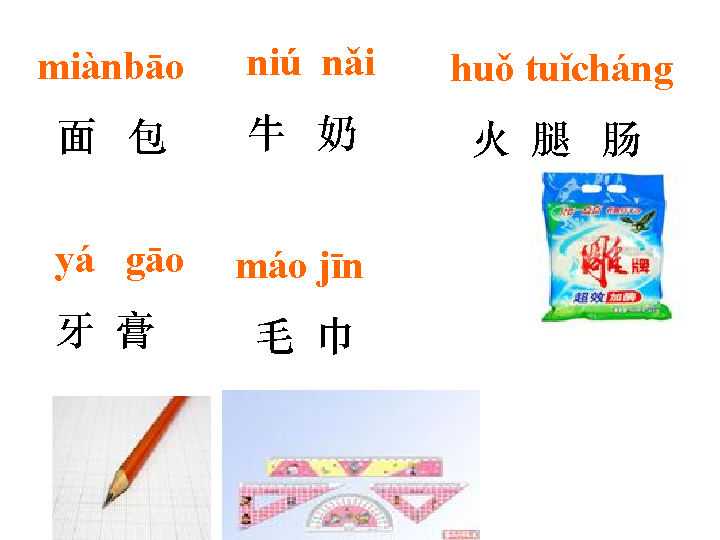 miànbāo
niú nǎi
huǒ tuǐcháng
面 包
牛 奶
火 腿 肠
yá gāo
máo jīn
牙 膏
毛 巾
雕牌
超效加酶